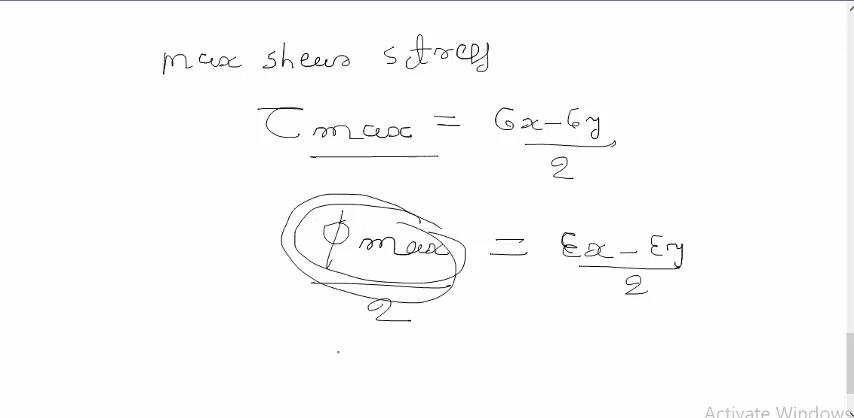 max shear stress
τmax = σx-σy/2
ϕmax/2 = εx-εy/2
Activate Windows